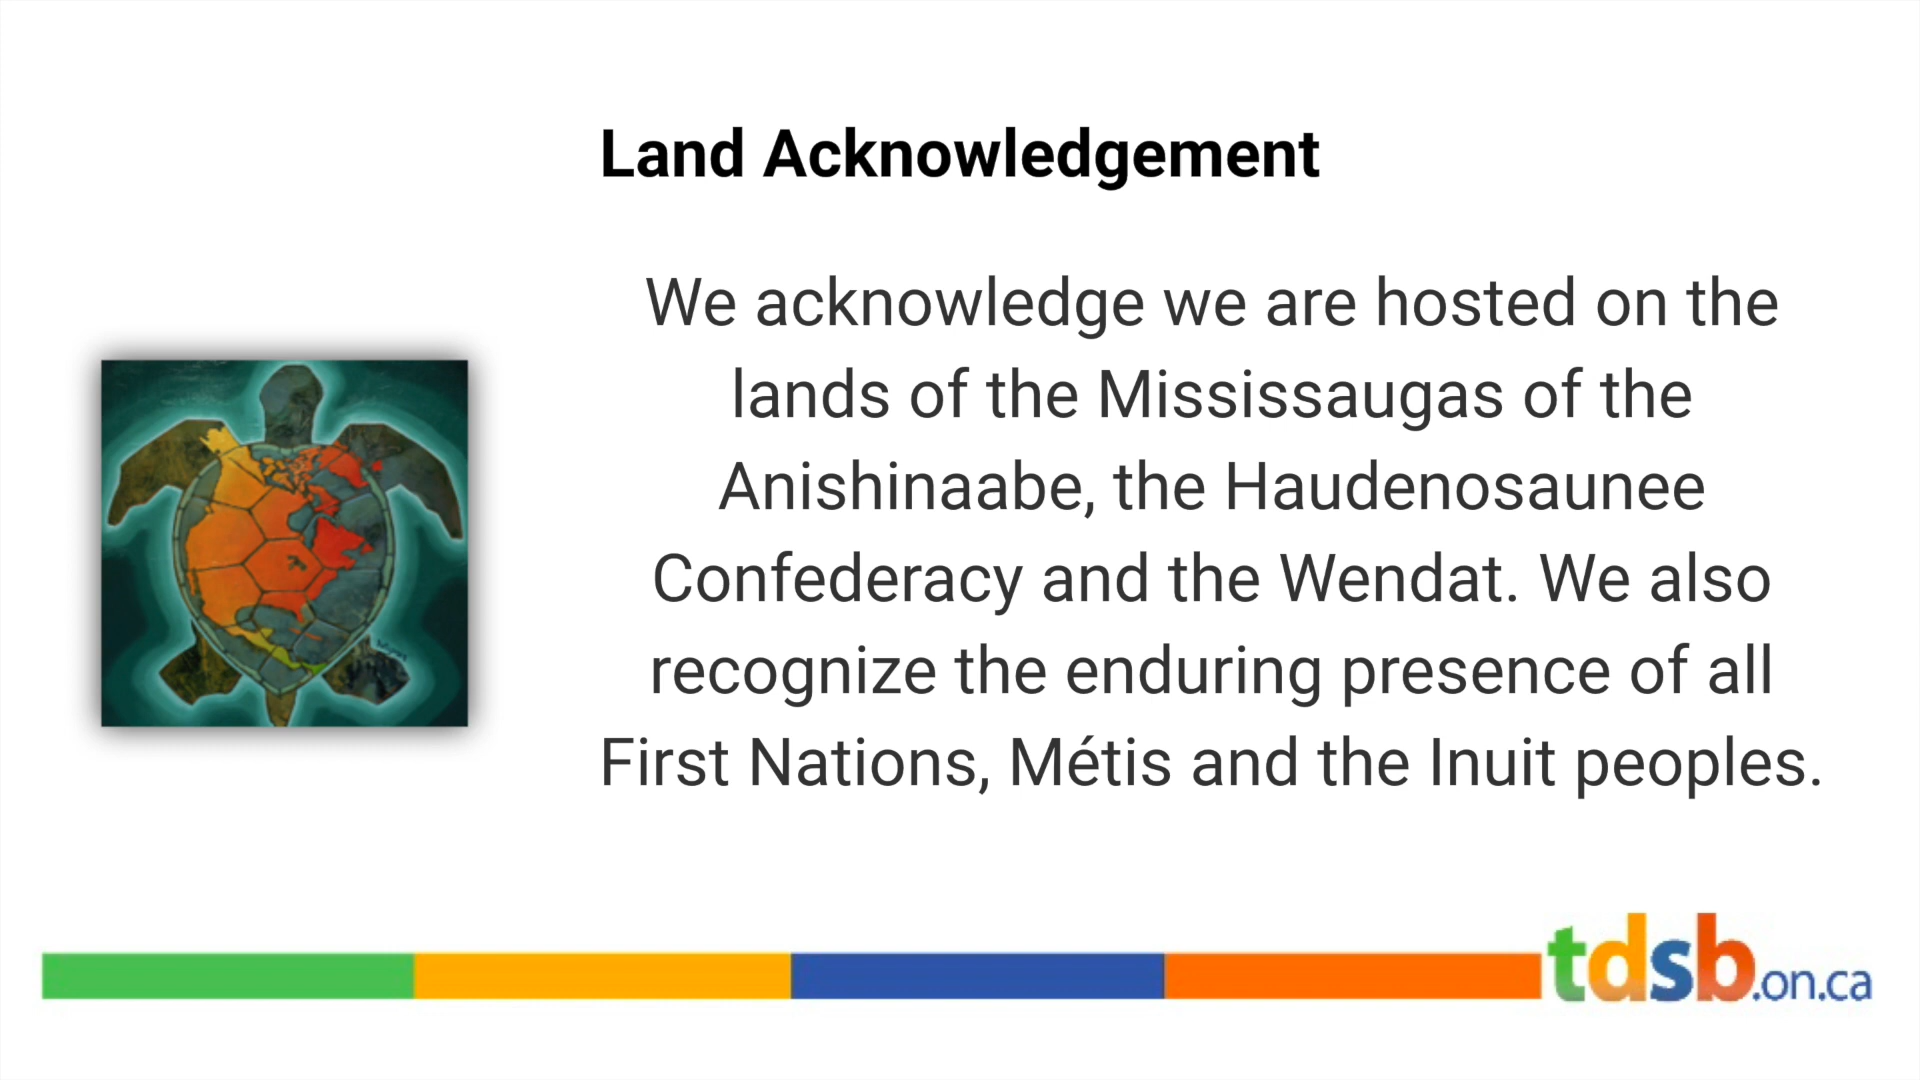 Land Acknowledgement
We acknowledge we are hosted on the
lands of the Mississaugas of the
Anishinaabe, the Haudenosaunee
Confederacy and the Wendat. We also
recognize the enduring presence of all
First Nations, Métis and the Inuit peoples.
tdsb.on.ca